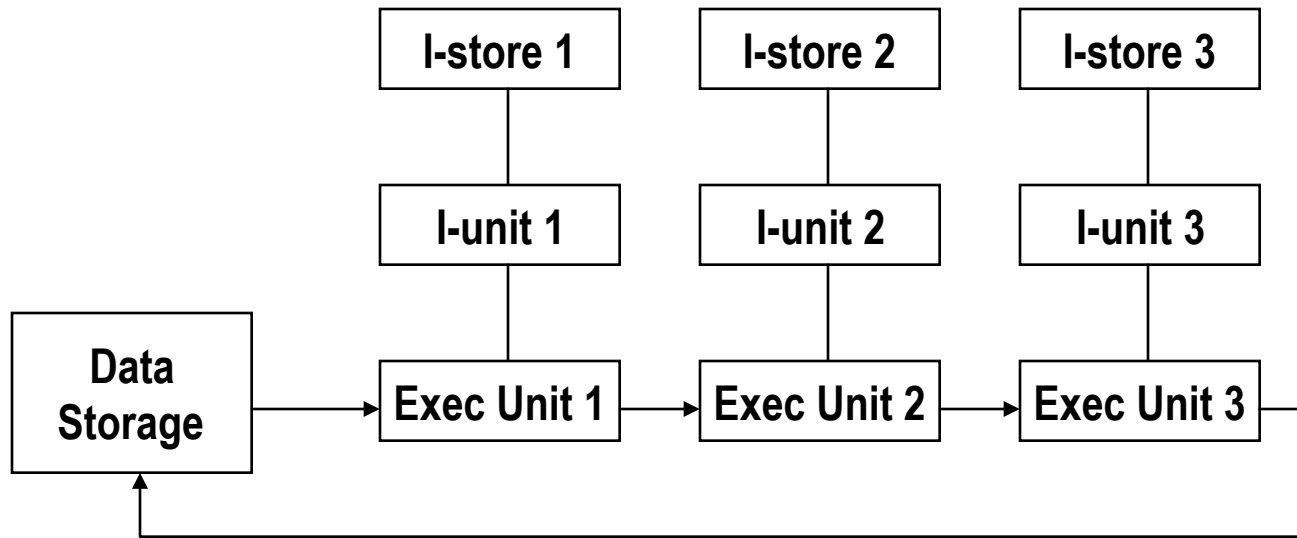 I-store 1
I-store 2
I-store 3
I-unit 1
I-unit 2
I-unit 3
Data
Storage
Exec Unit 1
Exec Unit 2
Exec Unit 3